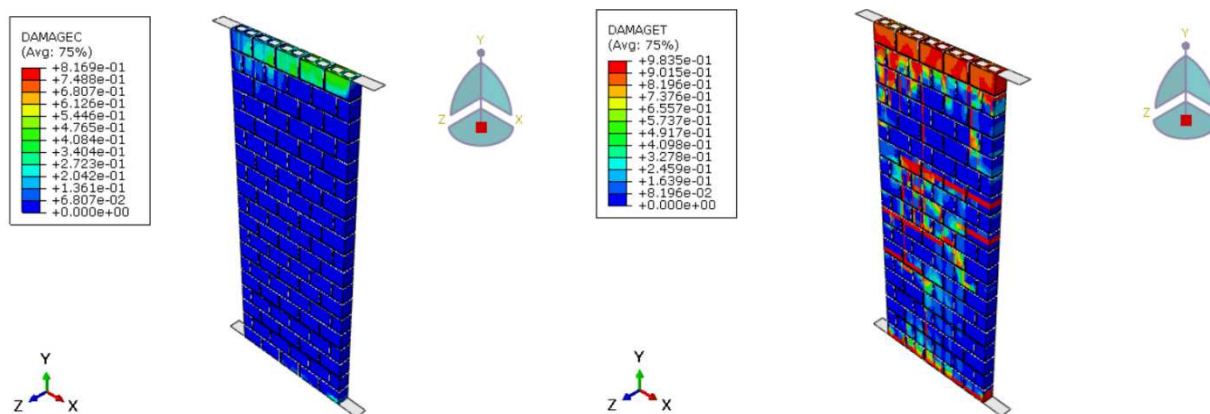 DAMAGEC
(Avg: 75%)
+8.169e-01
+7.488e-01
+6.807e-01
+6.126e-01
+5.446e-01
+4.765e-01
+4.084e-01
+3.404e-01
+2.723e-01
+2.042e-01
+1.361e-01
+6.807e-02
+0.000e+00
Y
Z
X
Y
Z
X
DAMAGET
(Avg: 75%)
+9.835e-01
+9.015e-01
+8.196e-01
+7.376e-01
+6.557e-01
+5.737e-01
+4.917e-01
+4.098e-01
+3.278e-01
+2.459e-01
+1.639e-01
+8.196e-02
+0.000e+00
Y
Z
Y
Z
X